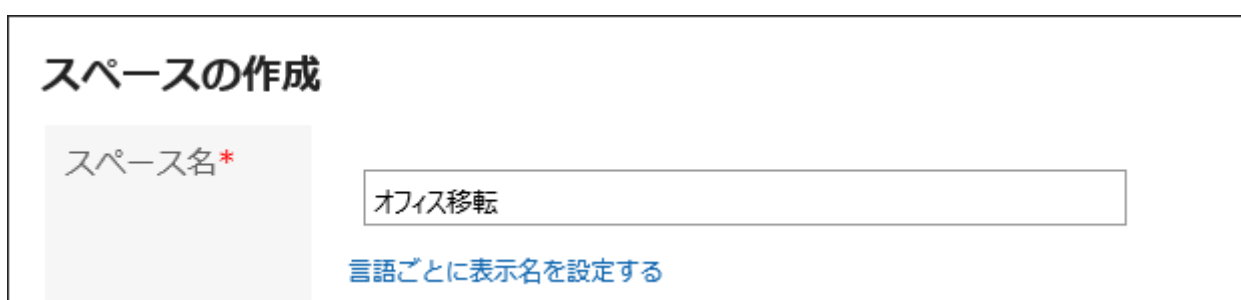 スペースの作成
スペース名*
オフィス移転
言語ごとに表示名を設定する